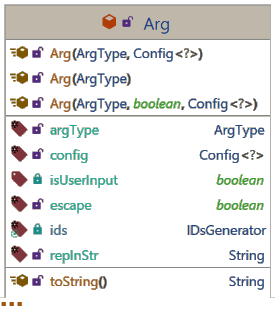 Arg
Arg(ArgType, Config<?>)
Arg(ArgType)
Arg(ArgType, boolean, Config<?>)
argType ArgType
config Config<?>
isUserInput boolean
escape boolean
ids IDsGenerator
repInStr String
toString() String